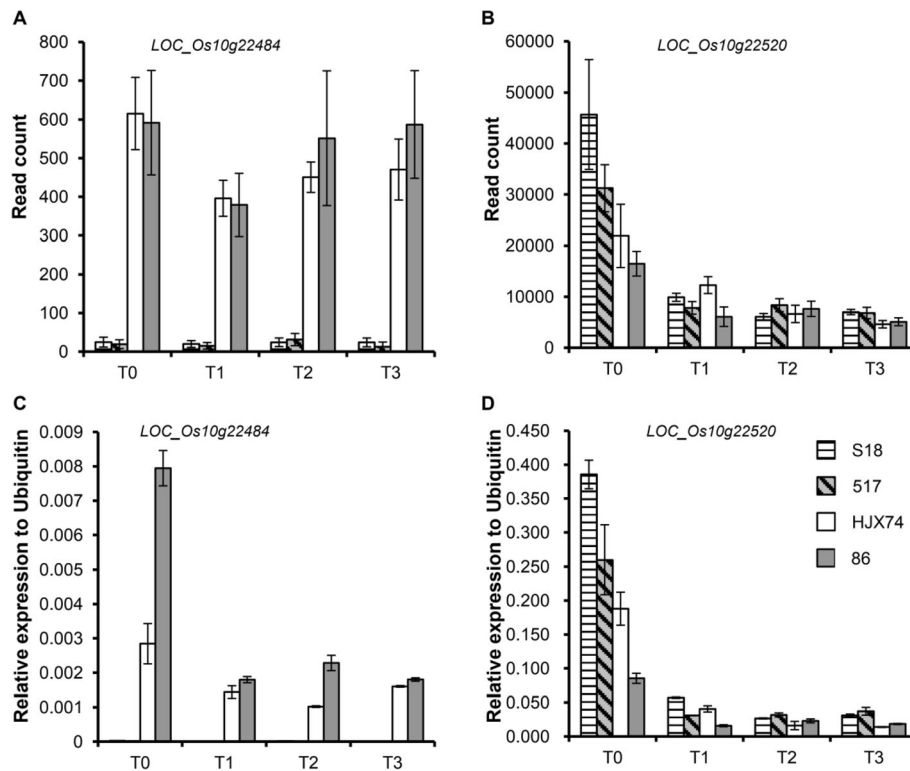 A
LOC_Os10g22484
Read count
800
700
600
500
400
300
200
100
0
T0 T1 T2 T3
B
LOC_Os10g22520
Read count
60000
50000
40000
30000
20000
10000
0
T0 T1 T2 T3
C
LOC_Os10g22484
Relative expression to Ubiquitin
0.009
0.008
0.007
0.006
0.005
0.004
0.003
0.002
0.001
0
T0 T1 T2 T3
D
LOC_Os10g22520
Relative expression to Ubiquitin
0.450
0.400
0.350
0.300
0.250
0.200
0.150
0.100
0.050
0.000
T0 T1 T2 T3
S18
517
HJX74
86